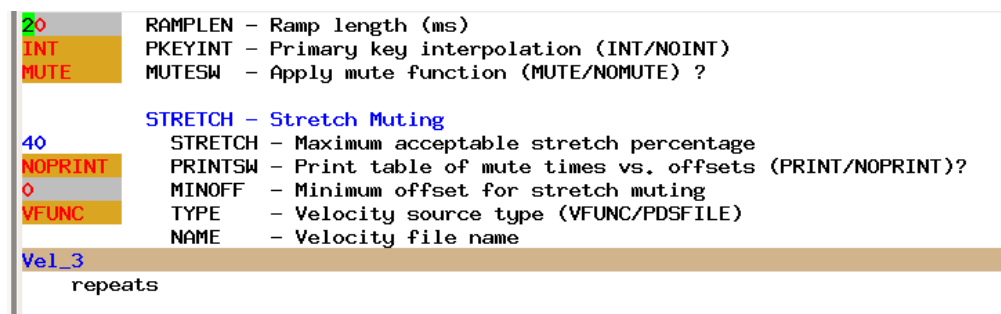 20 RAMPLEN - Ramp length (ms)
INT PKEYINT - Primary key interpolation (INT/NOINT)
MUTE MUTESW - Apply mute function (MUTE/NOMUTE) ?
STRETCH - Stretch Muting
40 STRETCH - Maximum acceptable stretch percentage
NOPRINT PRINTSW - Print table of mute times vs. offsets (PRINT/NOPRINT)?
0 MINOFF - Minimum offset for stretch muting
VFUNC TYPE - Velocity source type (VFUNC/PDSFILE)
NAME - Velocity file name
Vel_3
repeats